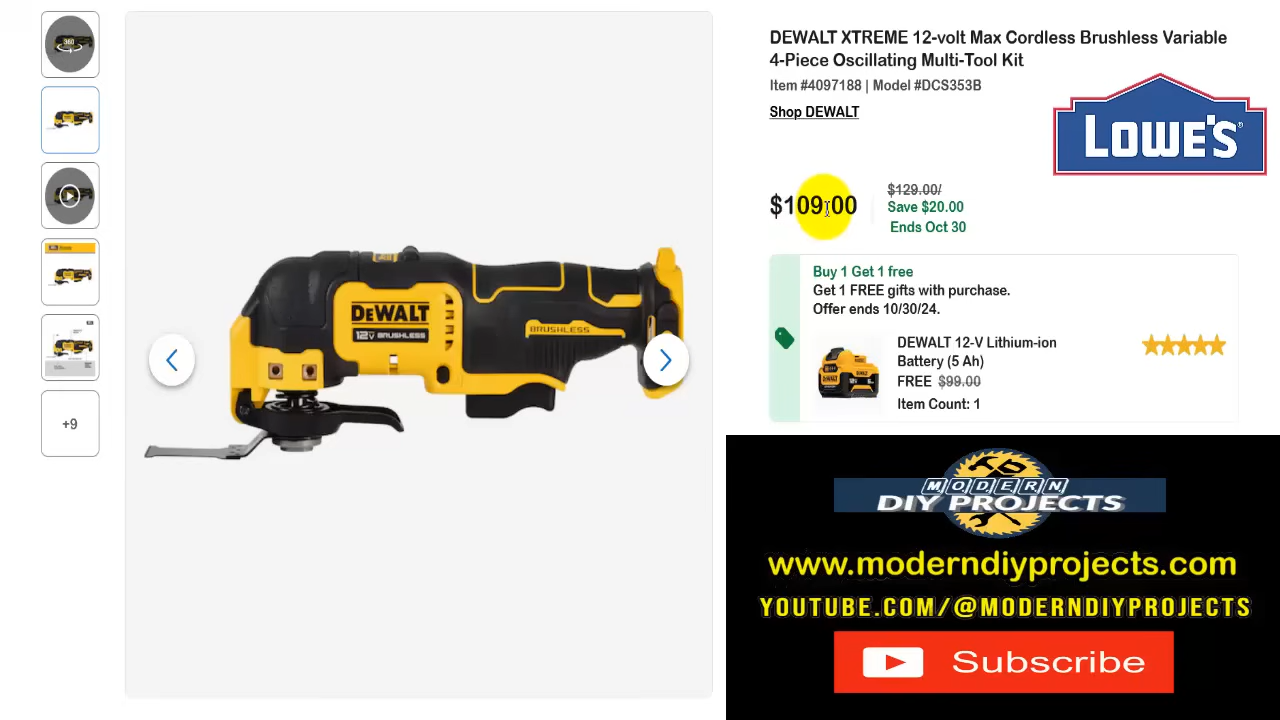 360
+9
DEWALT
12V BRUSHLESS
BRUSHLESS
DEWALT XTREME 12-volt Max Cordless Brushless Variable
4-Piece Oscillating Multi-Tool Kit
Item #4097188 | Model #DCS353B
Shop DEWALT
LOWE'S®
$109.00
$129.00/
Save $20.00
Ends Oct 30
Buy 1 Get 1 free
Get 1 FREE gifts with purchase.
Offer ends 10/30/24.
DEWALT 12-V Lithium-ion
Battery (5 Ah)
FREE $99.00
Item Count: 1
MODERN
DIY PROJECTS
www.moderndiyprojects.com
YOUTUBE.COM/@MODERNDIYPROJECTS
Subscribe